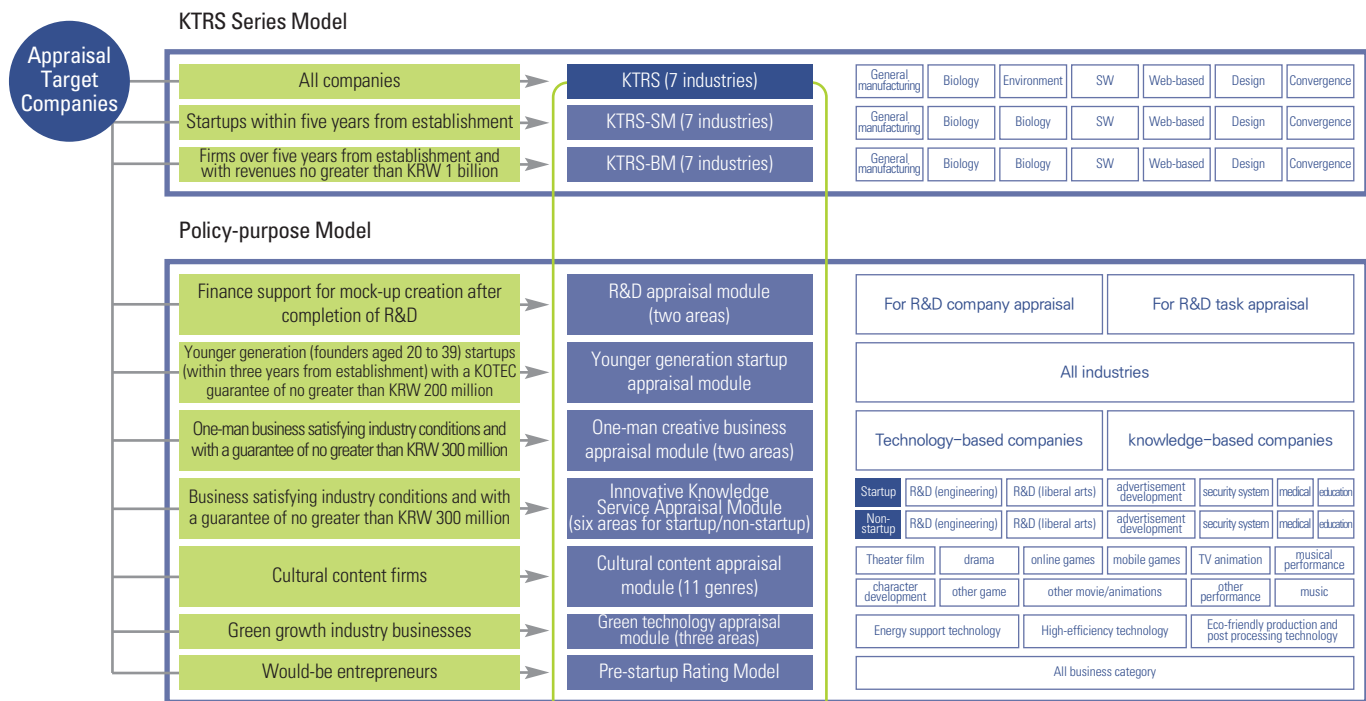 KTRS Series Model
Appraisal
Target
Companies
All companies
KTRS (7 industries)
General
manufacturing
Biology
Environment
SW
Web-based
Design
Convergence
Startups within five years from establishment
KTRS-SM (7 industries)
General
manufacturing
Biology
Biology
SW
Web-based
Design
Convergence
Firms over five years from establishment and
with revenues no greater than KRW 1 billion
KTRS-BM (7 industries)
General
manufacturing
Biology
Biology
SW
Web-based
Design
Convergence
Policy-purpose Model
Finance support for mock-up creation after
completion of R&D
R&D appraisal module
(two areas)
For R&D company appraisal
For R&D task appraisal
Younger generation (founders aged 20 to 39) startups
(within three years from establishment) with a KOTEC
guarantee of no greater than KRW 200 million
Younger generation startup
appraisal module
All industries
One-man business satisfying industry conditions and
with a guarantee of no greater than KRW 300 million
One-man creative business
appraisal module (two areas)
Technology-based companies
knowledge-based companies
Business satisfying industry conditions and with
a guarantee of no greater than KRW 300 million
Innovative Knowledge
Service Appraisal Module
(six areas for startup/non-startup)
Startup
R&D (engineering)
R&D (liberal arts)
advertisement
development
security system
medical
education
Non-
startup
R&D (engineering)
R&D (liberal arts)
advertisement
development
security system
medical
education
Cultural content firms
Cultural content appraisal
module (11 genres)
Theater film
drama
online games
mobile games
TV animation
musical
performance
character
development
other game
other movie/animations
other
performance
music
Green growth industry businesses
Green technology appraisal
module (three areas)
Energy support technology
High-efficiency technology
Eco-friendly production and
post processing technology
Would-be entrepreneurs
Pre-startup Rating Model
All business category